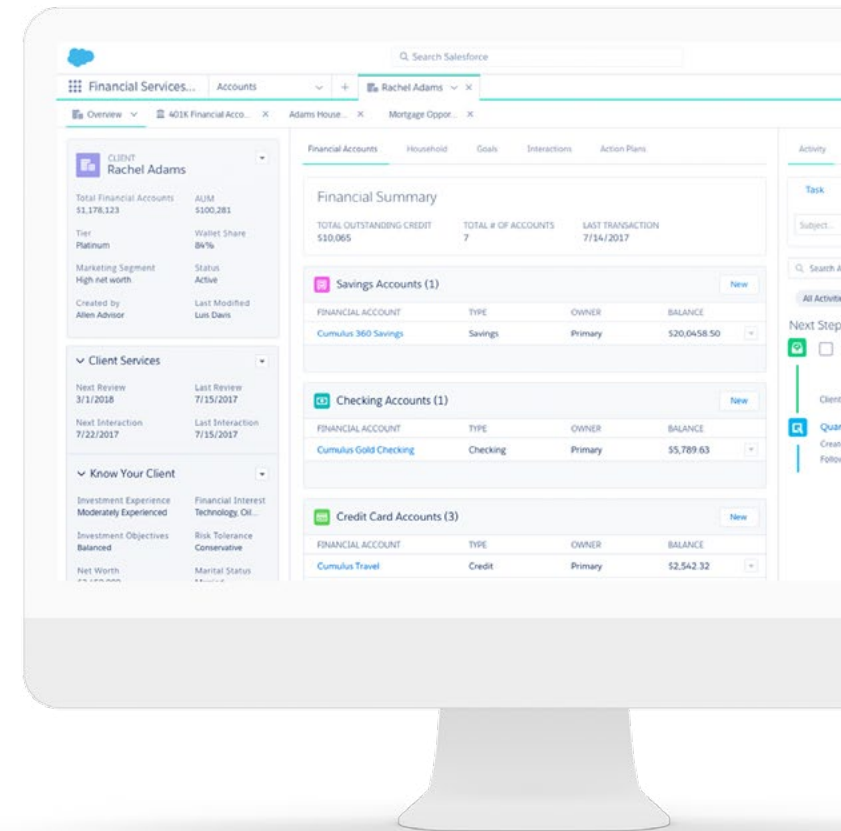 Search Salesforce
Financial Services... Accounts + Rachel Adams ×
Overview 401K Financial Acco... × Adams House... × Mortgage Oppor... ×
CLIENT
Rachel Adams
Total Financial Accounts AUM
$1,178,123 $100,281
Tier Wallet Share
Platinum 84%
Marketing Segment Status
High net worth Active
Created by Last Modified
Allen Advisor Luis Davis
Client Services
Next Review Last Review
3/1/2018 7/15/2017
Next Interaction Last Interaction
7/22/2017 7/15/2017
Know Your Client
Investment Experience Financial Interest
Moderately Experienced Technology, Oil...
Investment Objectives Risk Tolerance
Balanced Conservative
Net Worth Marital Status
Financial Accounts Household Goals Interactions Action Plans
Financial Summary
TOTAL OUTSTANDING CREDIT TOTAL # OF ACCOUNTS LAST TRANSACTION
$10,065 7 7/14/2017
Savings Accounts (1) New
FINANCIAL ACCOUNT TYPE OWNER BALANCE
Cumulus 360 Savings Savings Primary $20,0458.50
Checking Accounts (1) New
FINANCIAL ACCOUNT TYPE OWNER BALANCE
Cumulus Gold Checking Checking Primary $5,789.63
Credit Card Accounts (3) New
FINANCIAL ACCOUNT TYPE OWNER BALANCE
Cumulus Travel Credit Primary $2,542.32
Activity
Task
Subject...
Search A
All Activiti
Next Step
Client
Quar
Follow